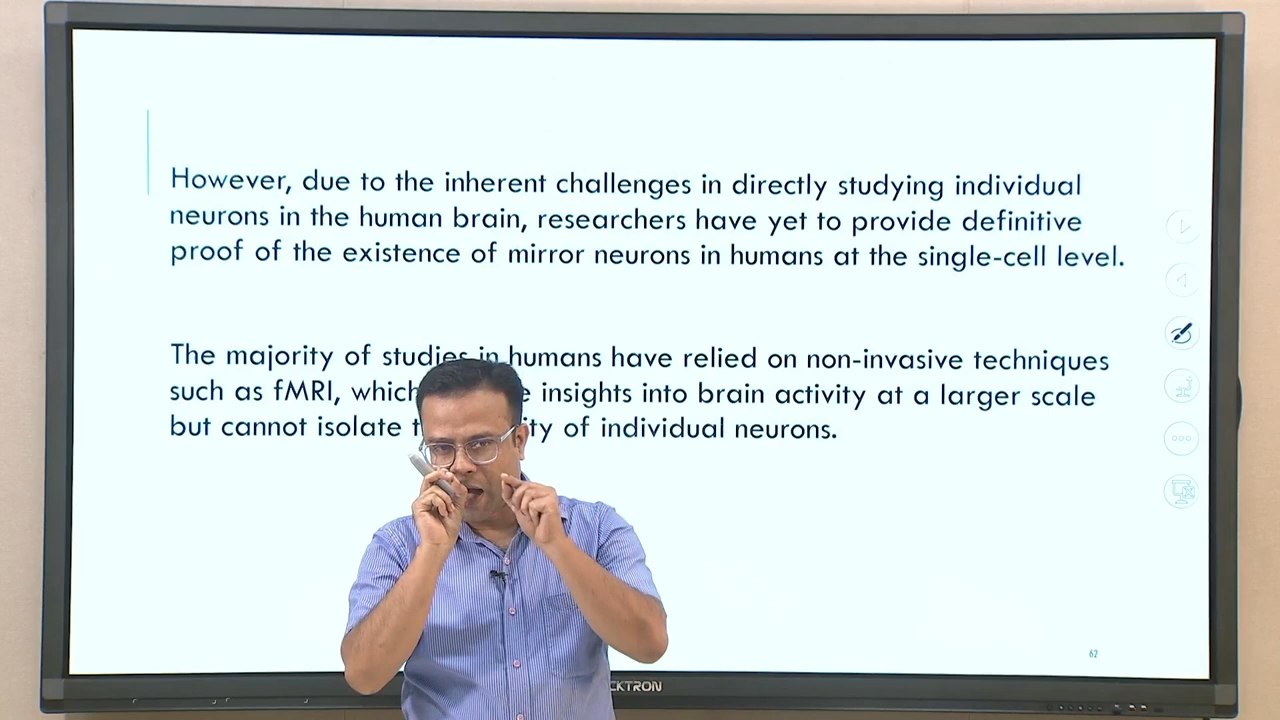 However, due to the inherent challenges in directly studying individual
neurons in the human brain, researchers have yet to provide definitive
proof of the existence of mirror neurons in humans at the single-cell level.
The majority of studies in humans have relied on non-invasive techniques
such as fMRI, which insights into brain activity at a larger scale
but cannot isolate of individual neurons.
62